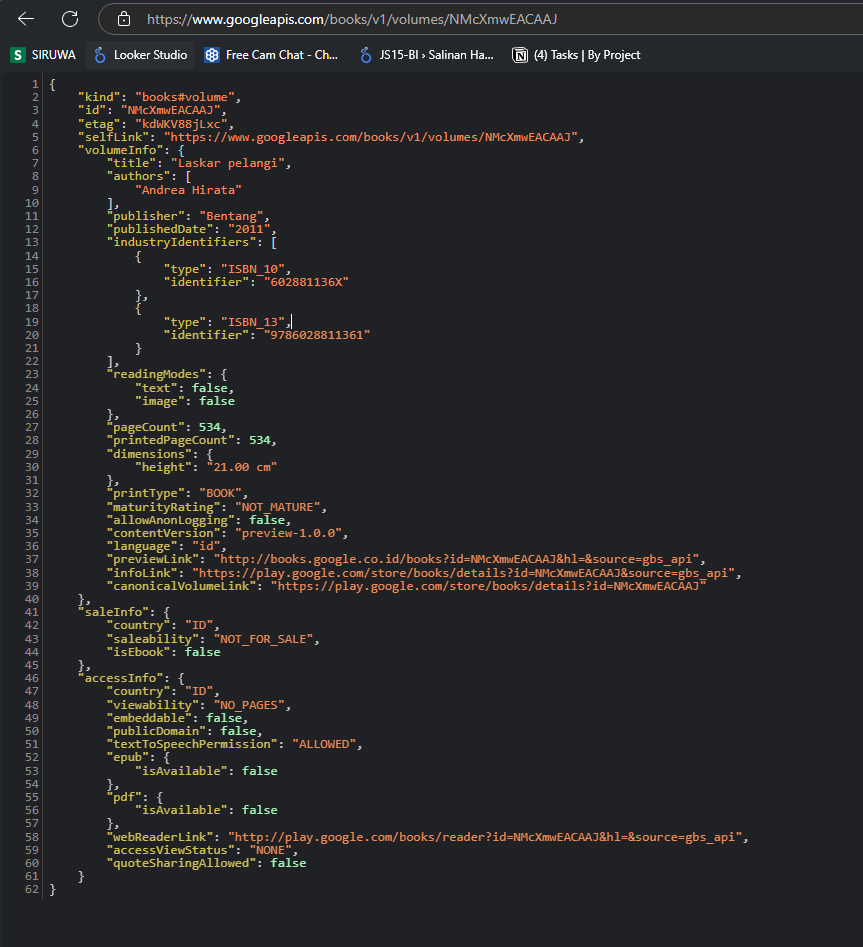 https://www.googleapis.com/books/v1/volumes/NMcXmwEACAAJ
S SIRUWA Looker Studio Free Cam Chat - Ch... JS15-BI › Salinan Ha... (4) Tasks | By Project
1 {
2     "kind": "books#volume",
3     "id": "NMcXmwEACAAJ",
4     "etag": "kdWKV88jLxc",
5     "selfLink": "https://www.googleapis.com/books/v1/volumes/NMcXmwEACAAJ",
6     "volumeInfo": {
7         "title": "Laskar pelangi",
8         "authors": [
9             "Andrea Hirata"
10         ],
11         "publisher": "Bentang",
12         "publishedDate": "2011",
13         "industryIdentifiers": [
14             {
15                 "type": "ISBN_10",
16                 "identifier": "602881136X"
17             },
18             {
19                 "type": "ISBN_13",
20                 "identifier": "9786028811361"
21             }
22         ],
23         "readingModes": {
24             "text": false,
25             "image": false
26         },
27         "pageCount": 534,
28         "printedPageCount": 534,
29         "dimensions": {
30             "height": "21.00 cm"
31         },
32         "printType": "BOOK",
33         "maturityRating": "NOT_MATURE",
34         "allowAnonLogging": false,
35         "contentVersion": "preview-1.0.0",
36         "language": "id",
37         "previewLink": "http://books.google.co.id/books?id=NMcXmwEACAAJ&hl=&source=gbs_api",
38         "infoLink": "https://play.google.com/store/books/details?id=NMcXmwEACAAJ&source=gbs_api",
39         "canonicalVolumeLink": "https://play.google.com/store/books/details?id=NMcXmwEACAAJ"
40     },
41     "saleInfo": {
42         "country": "ID",
43         "saleability": "NOT_FOR_SALE",
44         "isEbook": false
45     },
46     "accessInfo": {
47         "country": "ID",
48         "viewability": "NO_PAGES",
49         "embeddable": false,
50         "publicDomain": false,
51         "textToSpeechPermission": "ALLOWED",
52         "epub": {
53             "isAvailable": false
54         },
55         "pdf": {
56             "isAvailable": false
57         },
58         "webReaderLink": "http://play.google.com/books/reader?id=NMcXmwEACAAJ&hl=&source=gbs_api",
59         "accessViewStatus": "NONE",
60         "quoteSharingAllowed": false
61     }
62 }